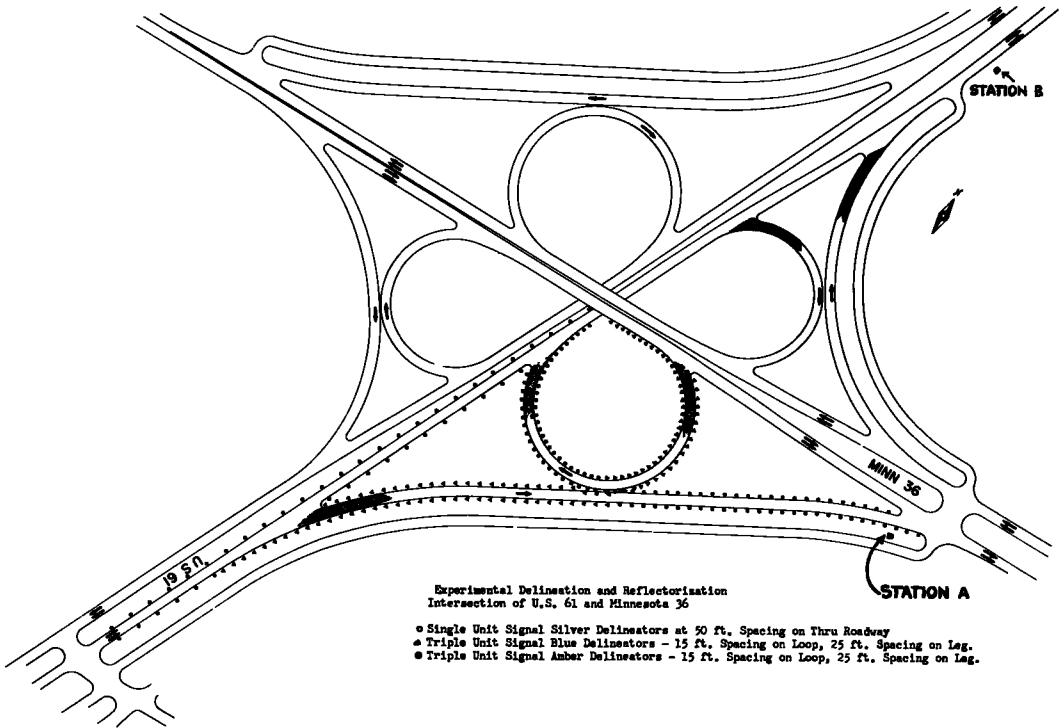 STATION B
N
MINN 36
US 61
STATION A
Experimental Delineation and Reflectorization
Intersection of U.S. 61 and Minnesota 36
Single Unit Signal Silver Delineators at 50 ft. Spacing on Thru Roadway
Triple Unit Signal Blue Delineators - 15 ft. Spacing on Loop, 25 ft. Spacing on Leg.
Triple Unit Signal Amber Delineators - 15 ft. Spacing on Loop, 25 ft. Spacing on Leg.